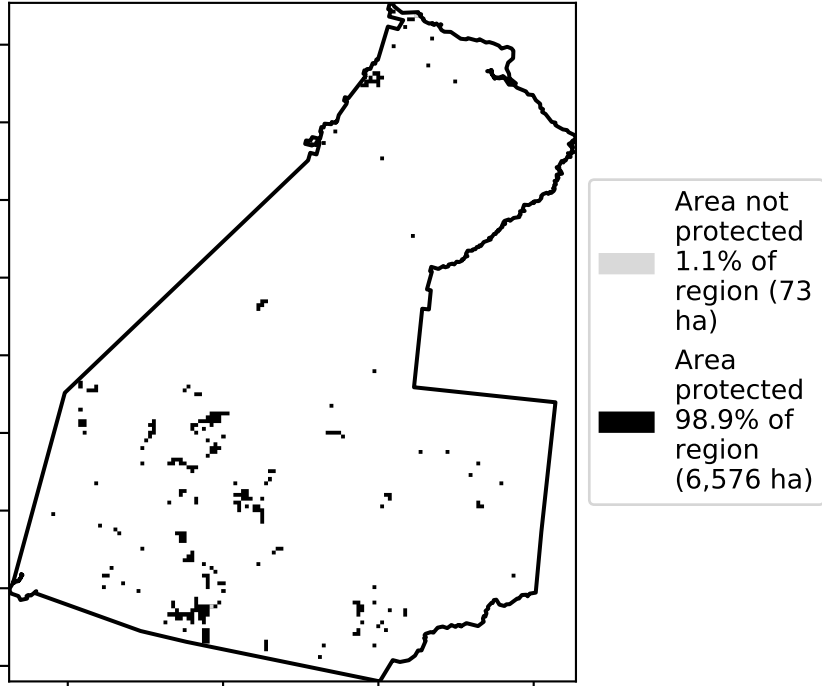 Area not
protected
1.1% of
region (73
ha)
Area
protected
98.9% of
region
(6,576 ha)